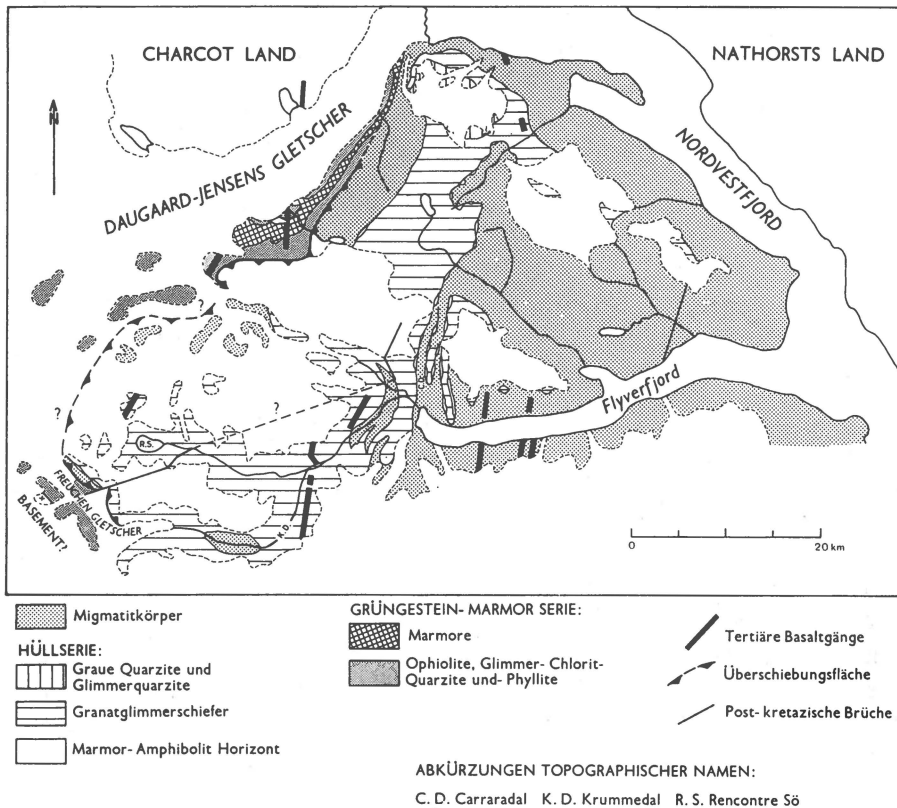 CHARCOT LAND
NATHORSTS LAND
N
DAUGAARD-JENSENS GLETSCHER
NORDVESTFJORD
?
?
?
R.S.
Flyverfjord
FREUCHEN GLETSCHER
BASEMENT?
K.D.
0 20 km
Migmatitkörper
HÜLLSERIE:
Graue Quarzite und
Glimmerquarzite
Granatglimmerschiefer
Marmor-Amphibolit Horizont
GRÜNGESTEIN-MARMOR SERIE:
Marmore
Ophiolite, Glimmer-Chlorit-
Quarzite und-Phyllite
Tertiäre Basaltgänge
Überschiebungsfläche
Post-kretazische Brüche
ABKÜRZUNGEN TOPOGRAPHISCHER NAMEN:
C. D. Carraradal K. D. Krummedal R. S. Rencontre Sö